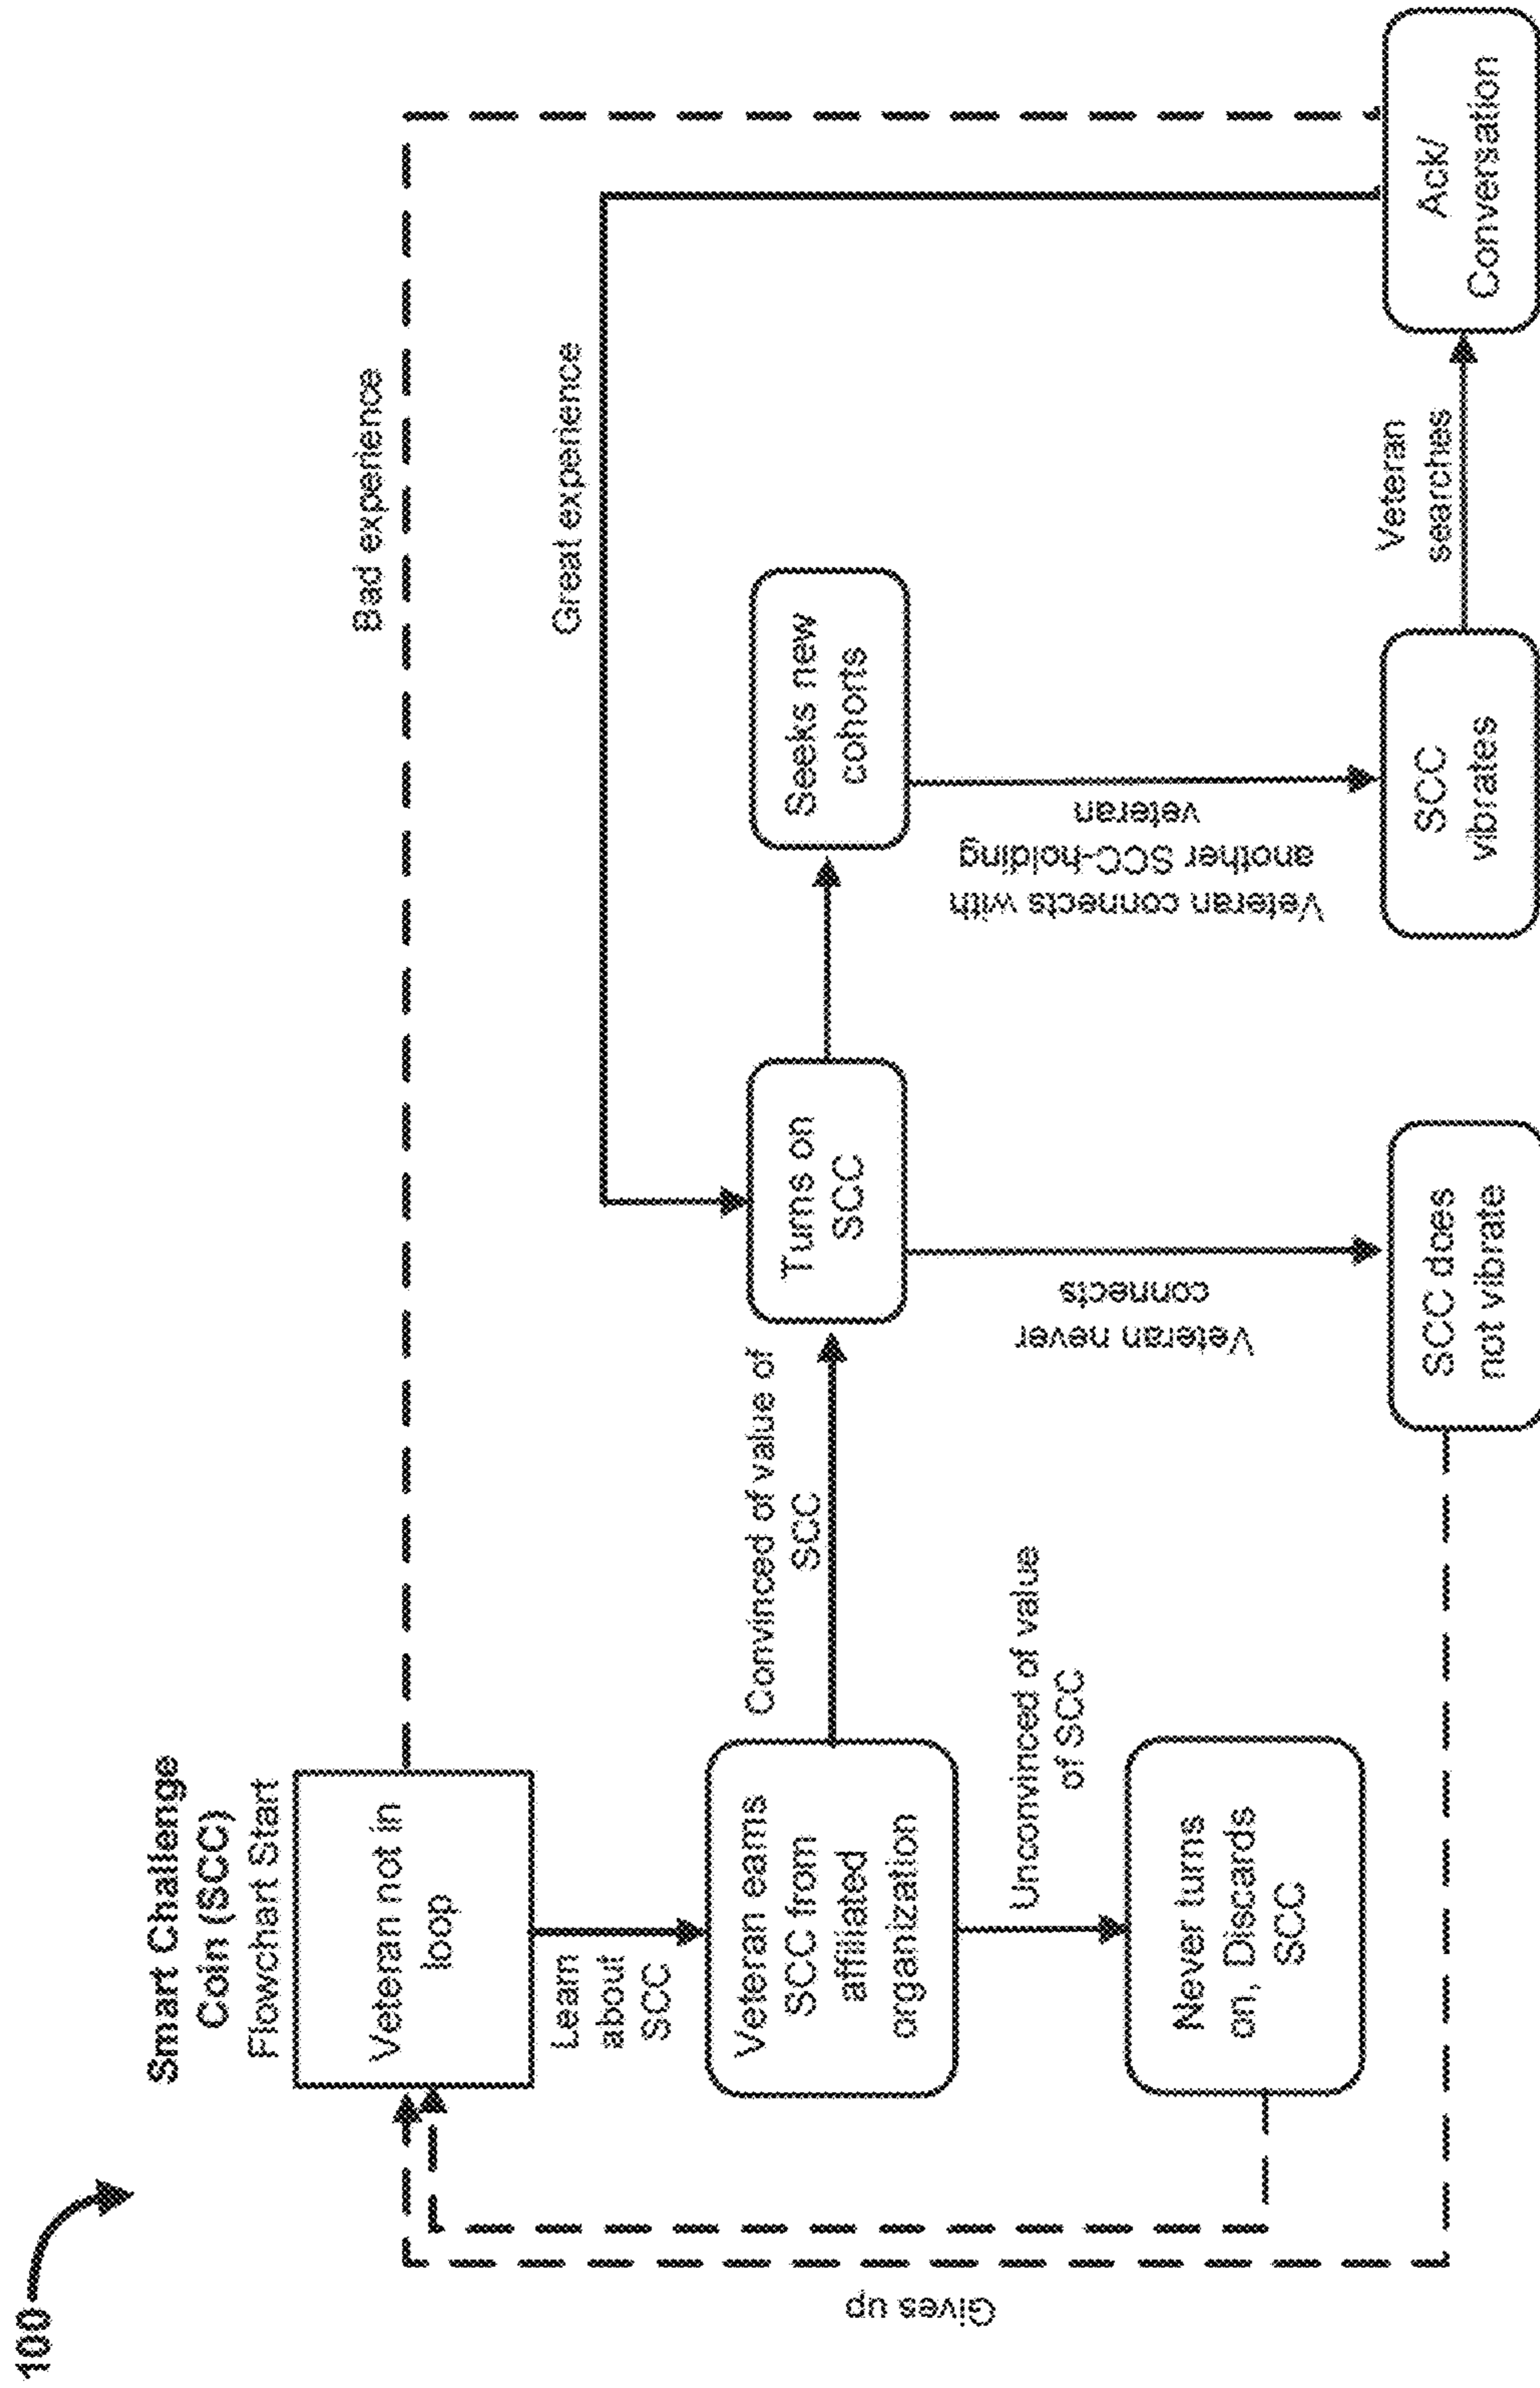 100
Smart Challenge
Coin (SCC)
Flowchart Start
Veteran not in
loop
Learn
about
SCC
Veteran earns
SCC from
affiliated
organization
Convinced of value of
SCC
Unconvinced of value
of SCC
Never turns
on, Discards
SCC
Gives up
Turns on
SCC
Veteran never
connects
SCC does
not vibrate
Seeks new
cohorts
Veteran connects with
another SCC-holding
veteran
SCC
vibrates
Veteran
searches
Ack/
Conversation
Great experience
Bad experience